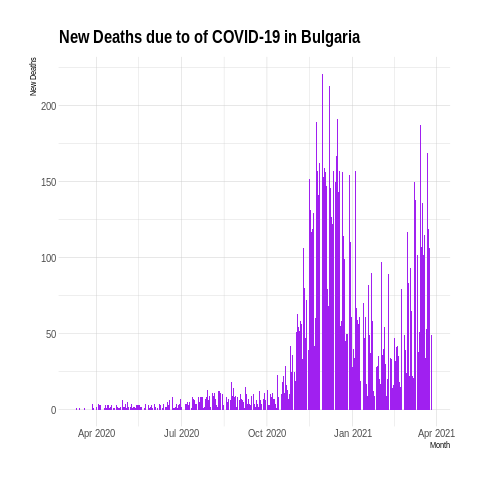 New Deaths due to of COVID-19 in Bulgaria
New Deaths
200
150
100
50
0
Apr 2020
Jul 2020
Oct 2020
Jan 2021
Apr 2021
Month